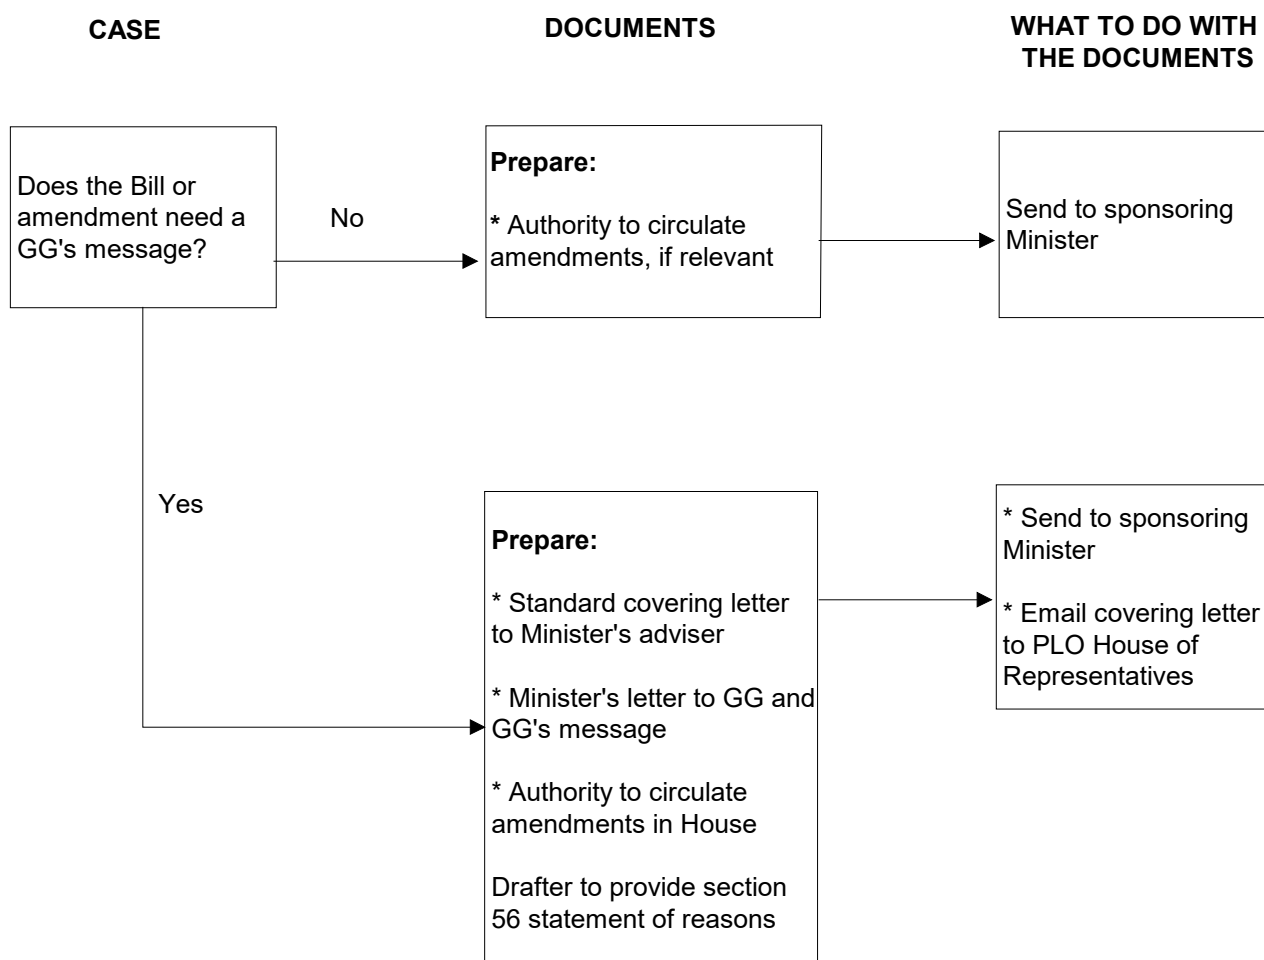 CASE
DOCUMENTS
WHAT TO DO WITH
THE DOCUMENTS
Does the Bill or
amendment need a
GG's message?
No
Prepare:
* Authority to circulate
amendments, if relevant
Send to sponsoring
Minister
Yes
Prepare:
* Standard covering letter
to Minister's adviser
* Minister's letter to GG and
GG's message
* Authority to circulate
amendments in House
Drafter to provide section
56 statement of reasons
* Send to sponsoring
Minister
* Email covering letter
to PLO House of
Representatives